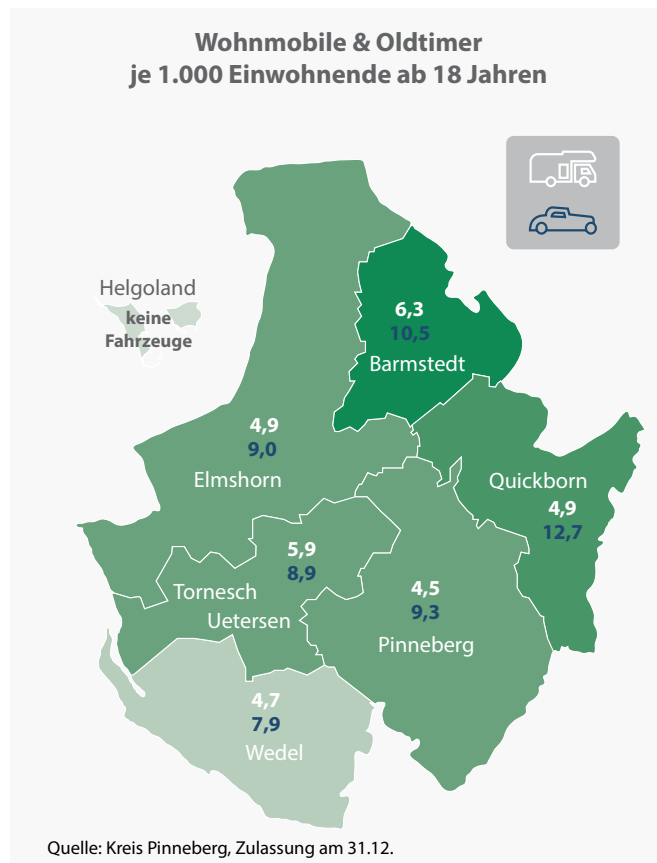 Wohnmobile & Oldtimer
je 1.000 Einwohnende ab 18 Jahren
Helgoland
keine
Fahrzeuge
6,3
10,5
Barmstedt
4,9
9,0
Elmshorn
Quickborn
4,9
12,7
5,9
8,9
Tornesch
Uetersen
4,5
9,3
Pinneberg
4,7
7,9
Wedel
Quelle: Kreis Pinneberg, Zulassung am 31.12.